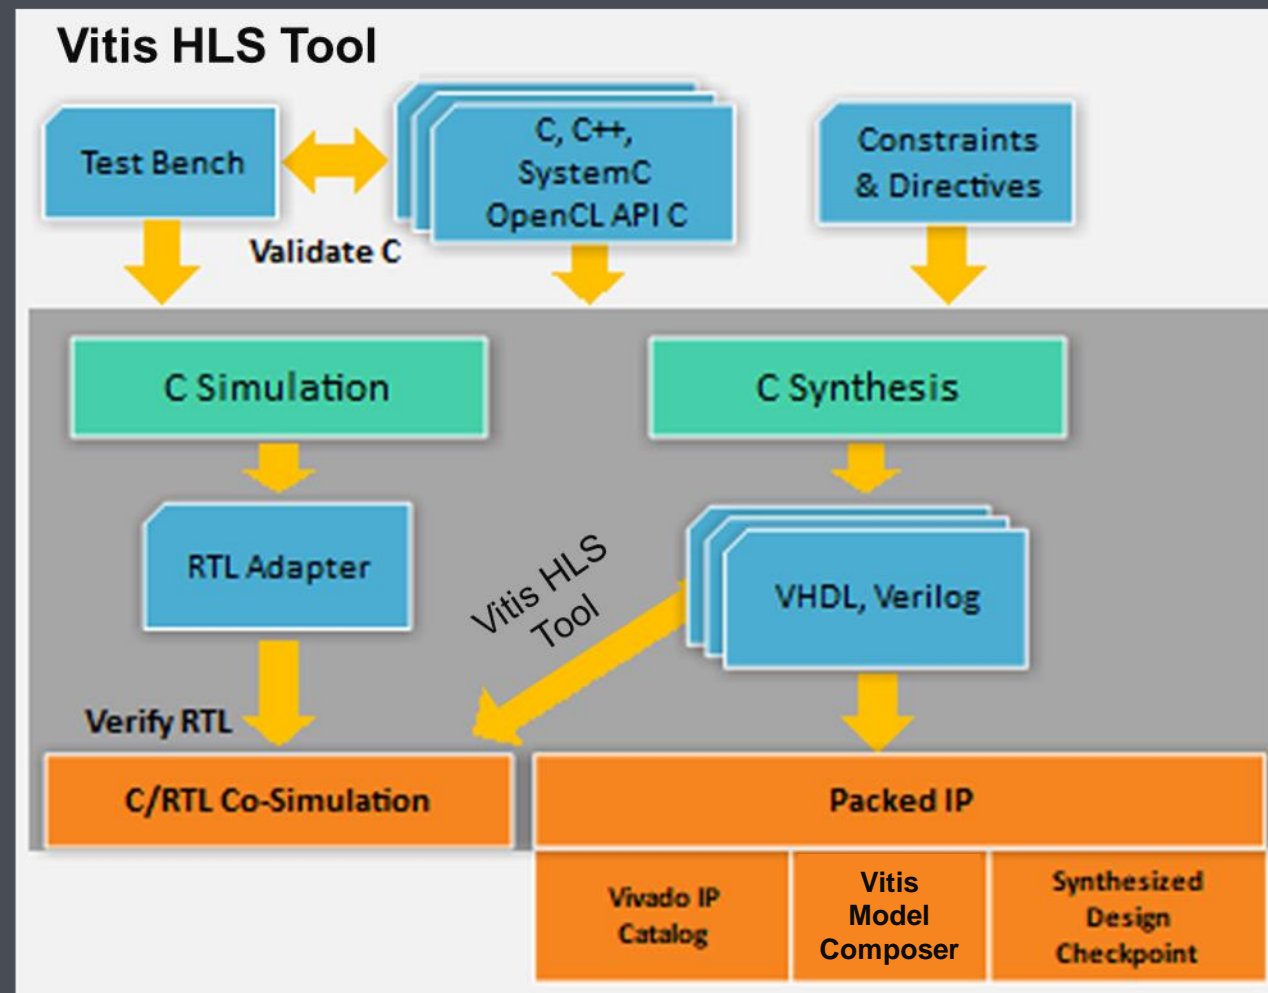 Vitis HLS Tool
Test Bench
C, C++,
SystemC
OpenCL API C
Constraints
& Directives
Validate C
C Simulation
C Synthesis
RTL Adapter
Vitis HLS
Tool
VHDL, Verilog
Verify RTL
C/RTL Co-Simulation
Packed IP
Vivado IP
Catalog
Vitis
Model
Composer
Synthesized
Design
Checkpoint